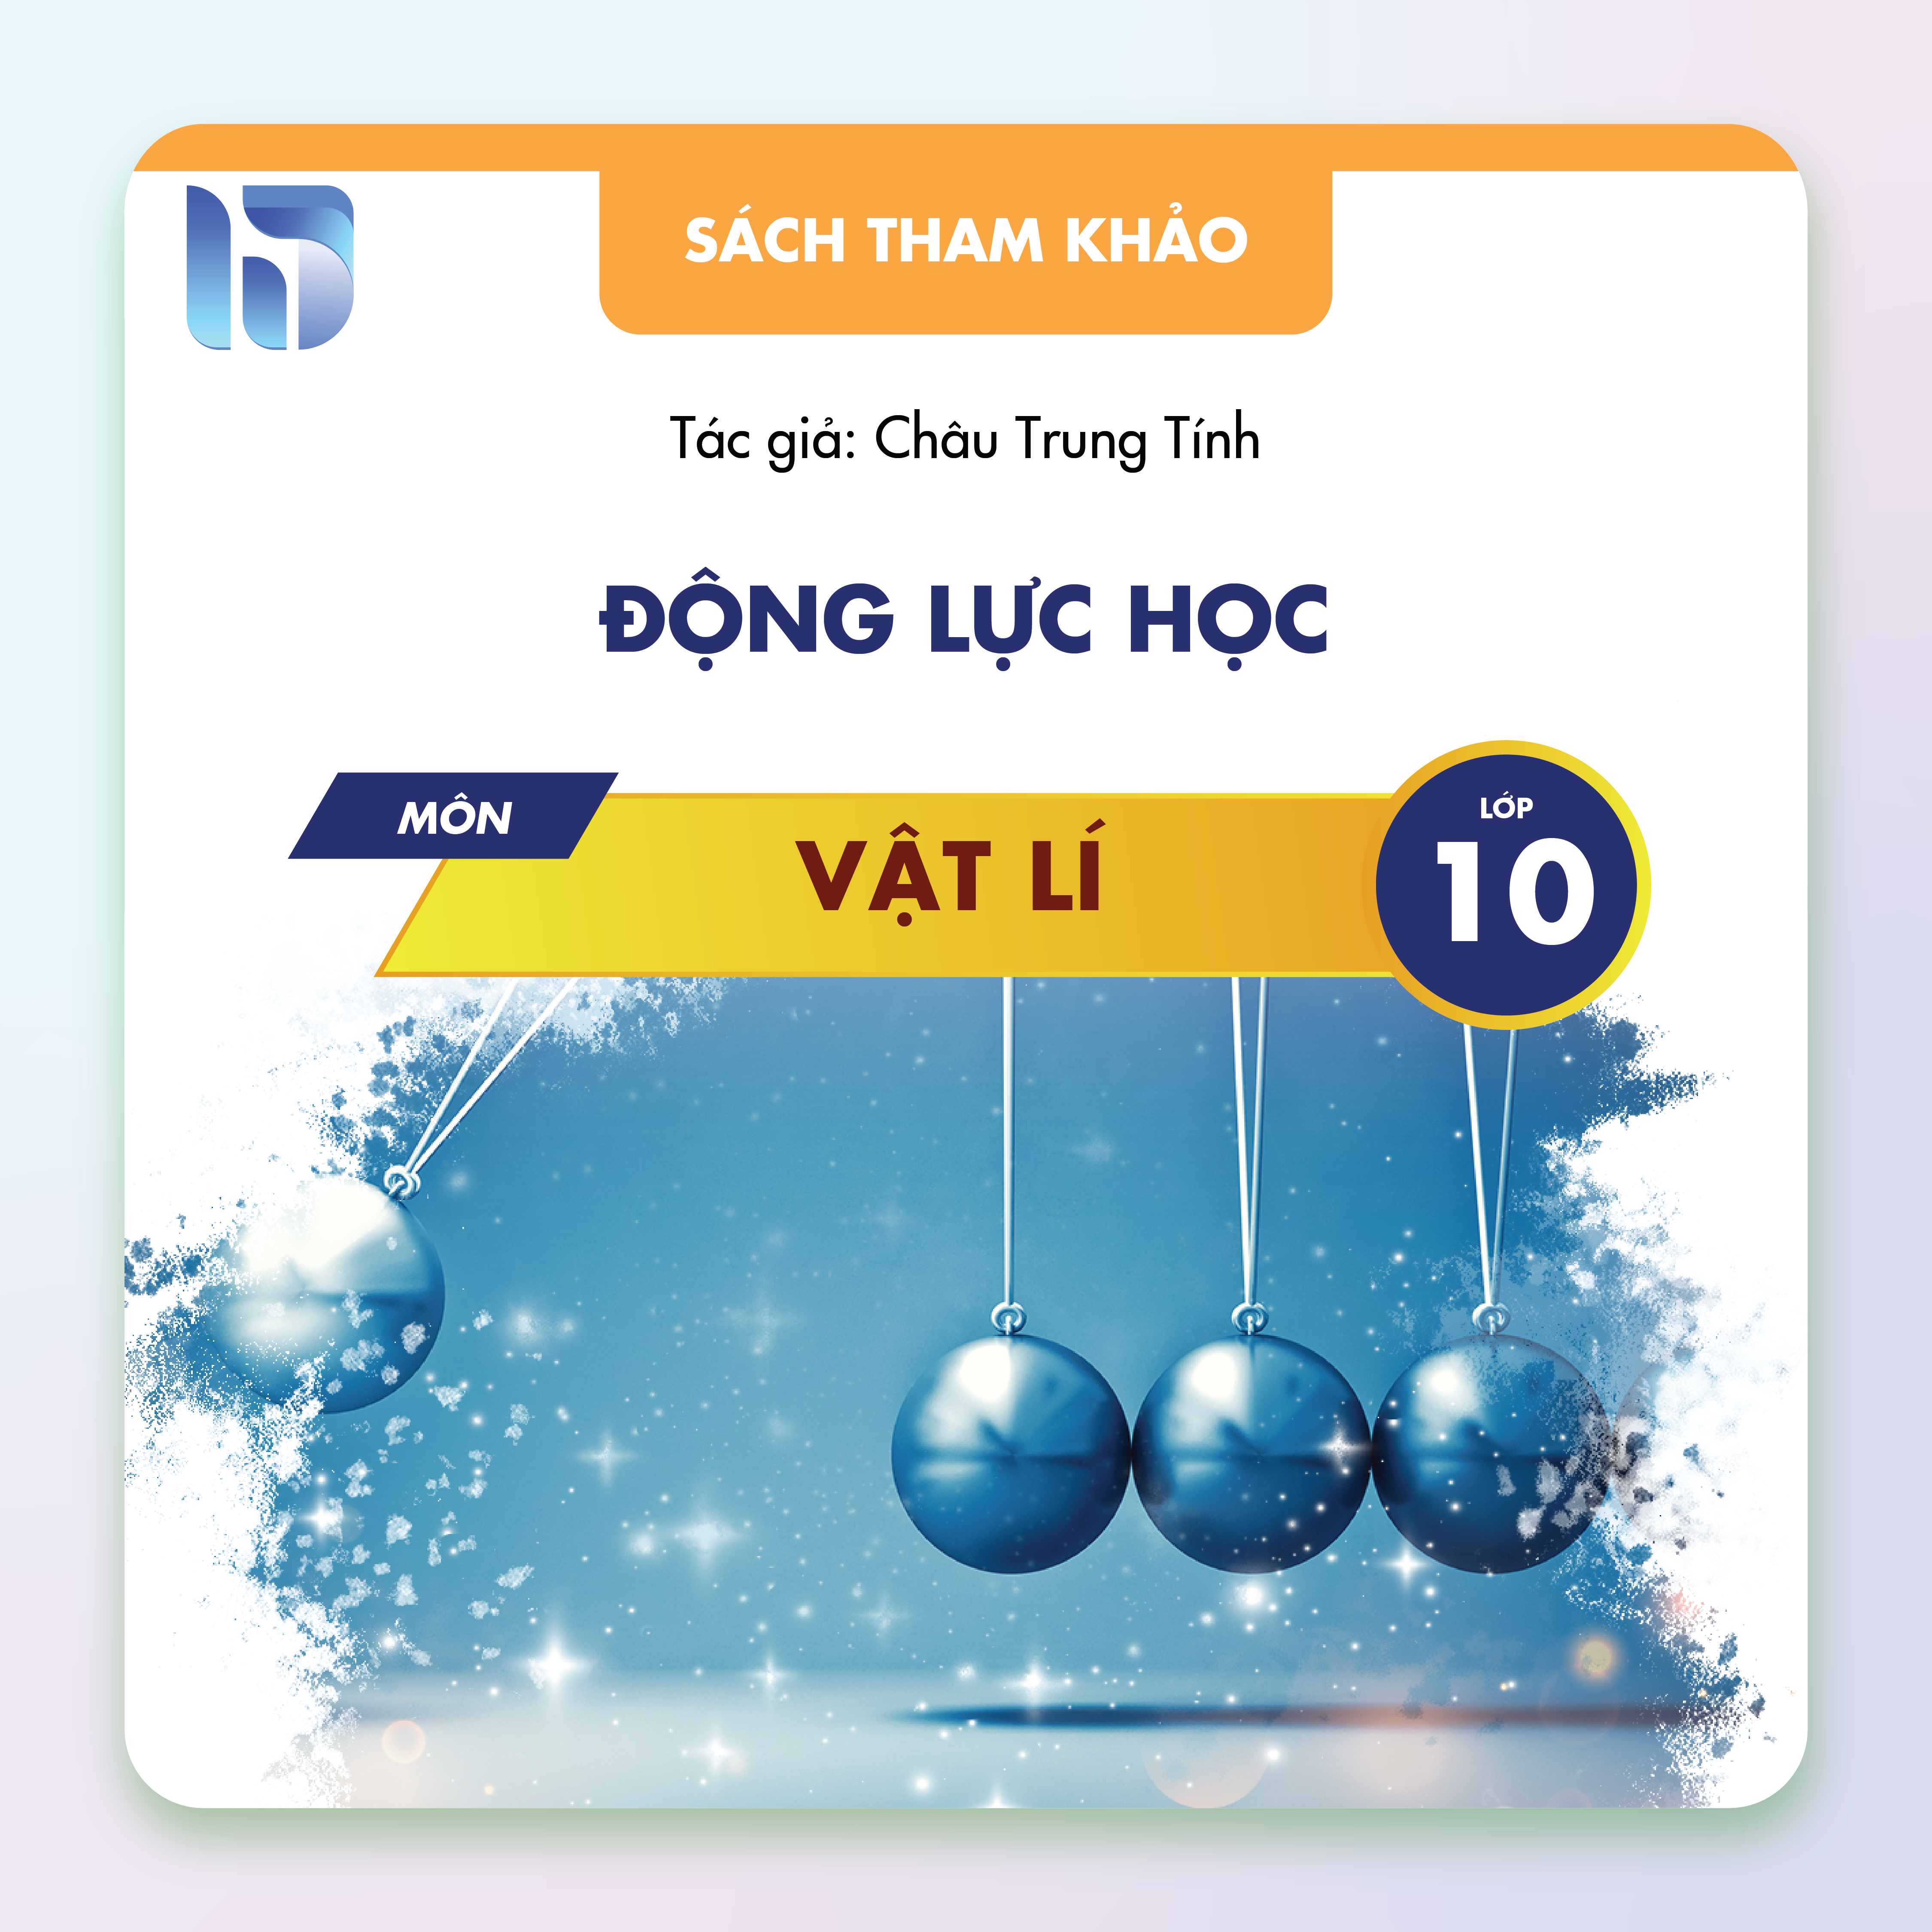 SÁCH THAM KHẢO
Tác giả: Châu Trung Tính
ĐỘNG LỰC HỌC
MÔN
VẬT LÍ
LỚP
10